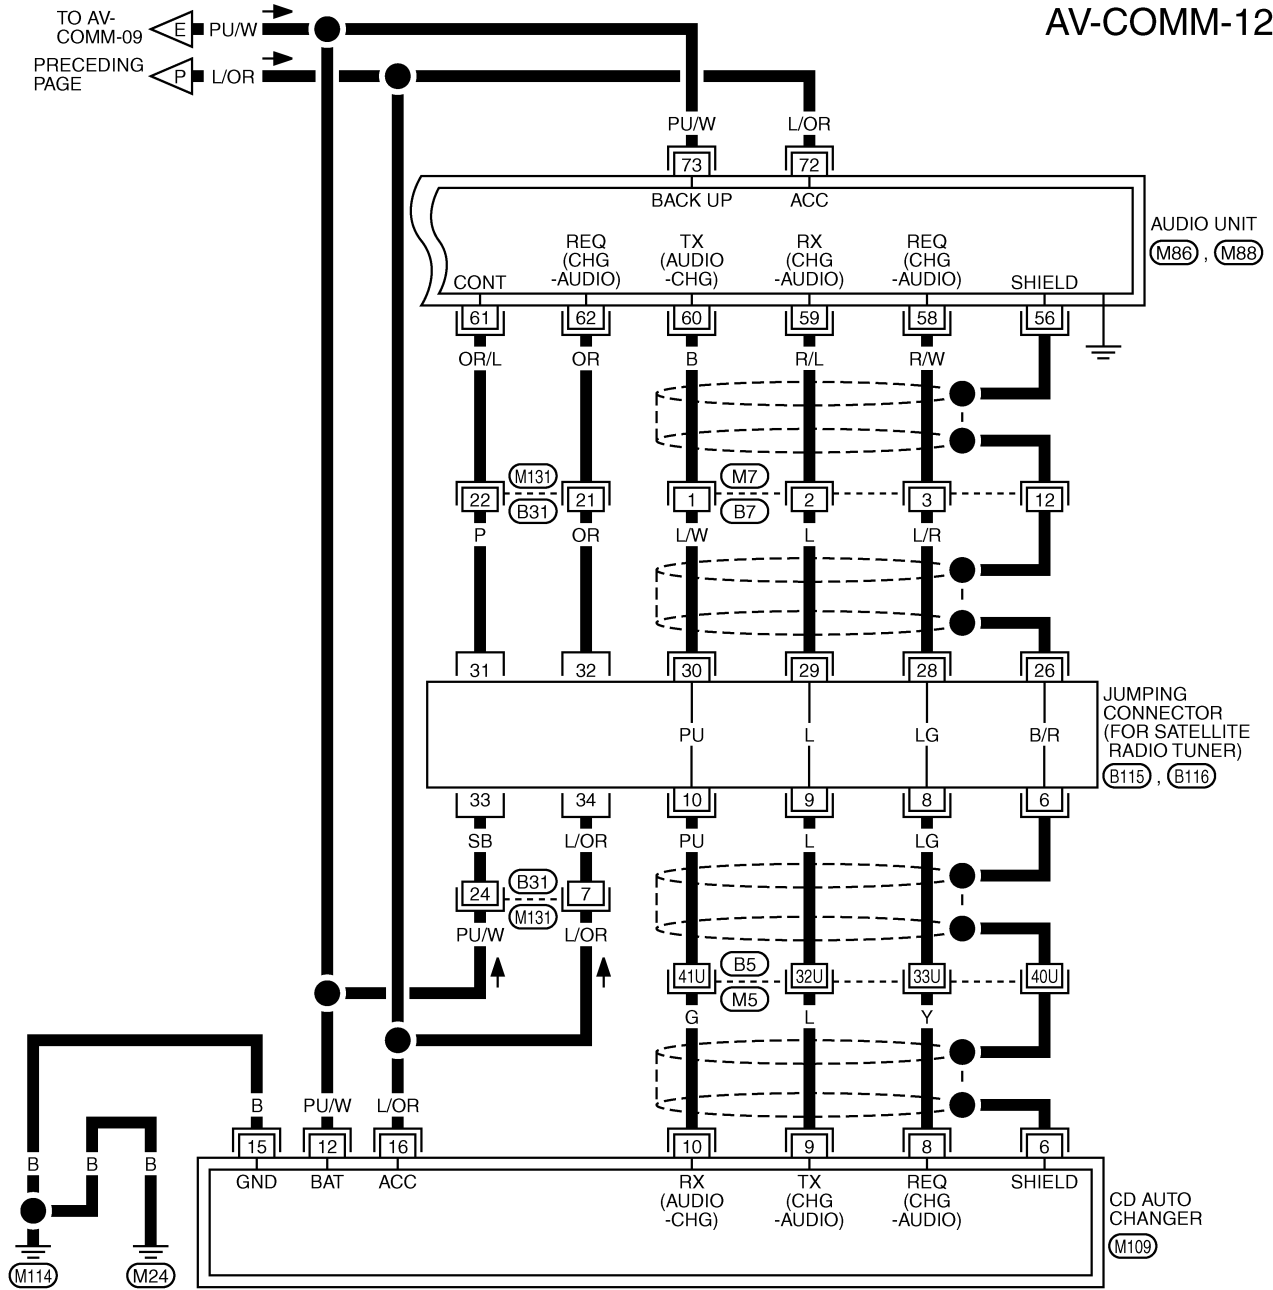 AV-COMM-12
TO AV-
COMM-09
E
PU/W
PRECEDING
PAGE
P
L/OR
PU/W
L/OR
73
72
BACK UP
ACC
AUDIO UNIT
M86 , M88
CONT
REQ
(CHG
-AUDIO)
TX
(AUDIO
-CHG)
RX
(CHG
-AUDIO)
REQ
(CHG
-AUDIO)
SHIELD
61
62
60
59
58
56
OR/L
OR
B
R/L
R/W
M131
M7
22
21
1
2
3
12
B31
B7
P
OR
L/W
L
L/R
31
32
30
29
28
26
PU
L
LG
B/R
JUMPING
CONNECTOR
(FOR SATELLITE
RADIO TUNER)
B115 , B116
33
34
10
9
8
6
SB
L/OR
PU
L
LG
B31
24
7
M131
PU/W
L/OR
B5
41U
32U
33U
40U
M5
G
L
Y
B
PU/W
L/OR
15
12
16
10
9
8
6
B
B
B
GND
BAT
ACC
RX
(AUDIO
-CHG)
TX
(CHG
-AUDIO)
REQ
(CHG
-AUDIO)
SHIELD
CD AUTO
CHANGER
M109
M114
M24